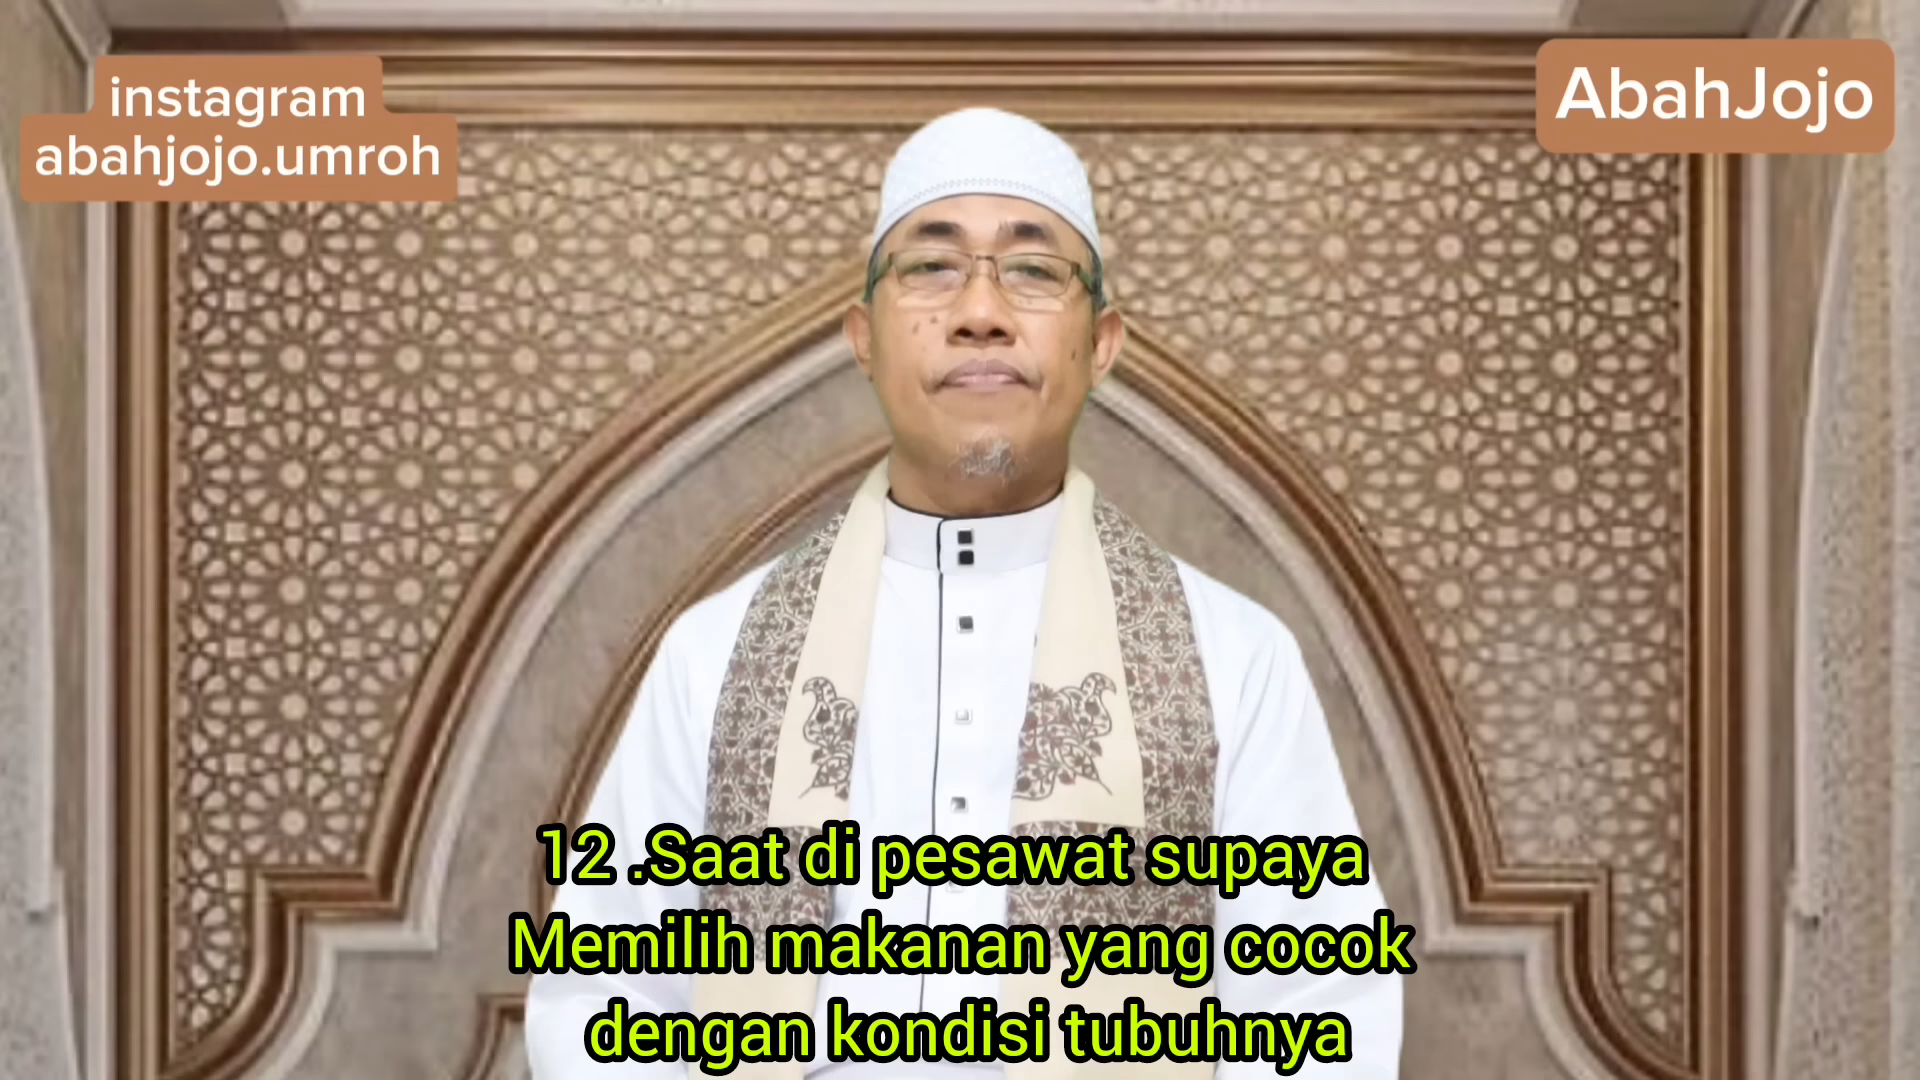 instagram
abahjojo.umroh
AbahJojo
12 .Saat di pesawat supaya
Memilih makanan yang cocok
dengan kondisi tubuhnya